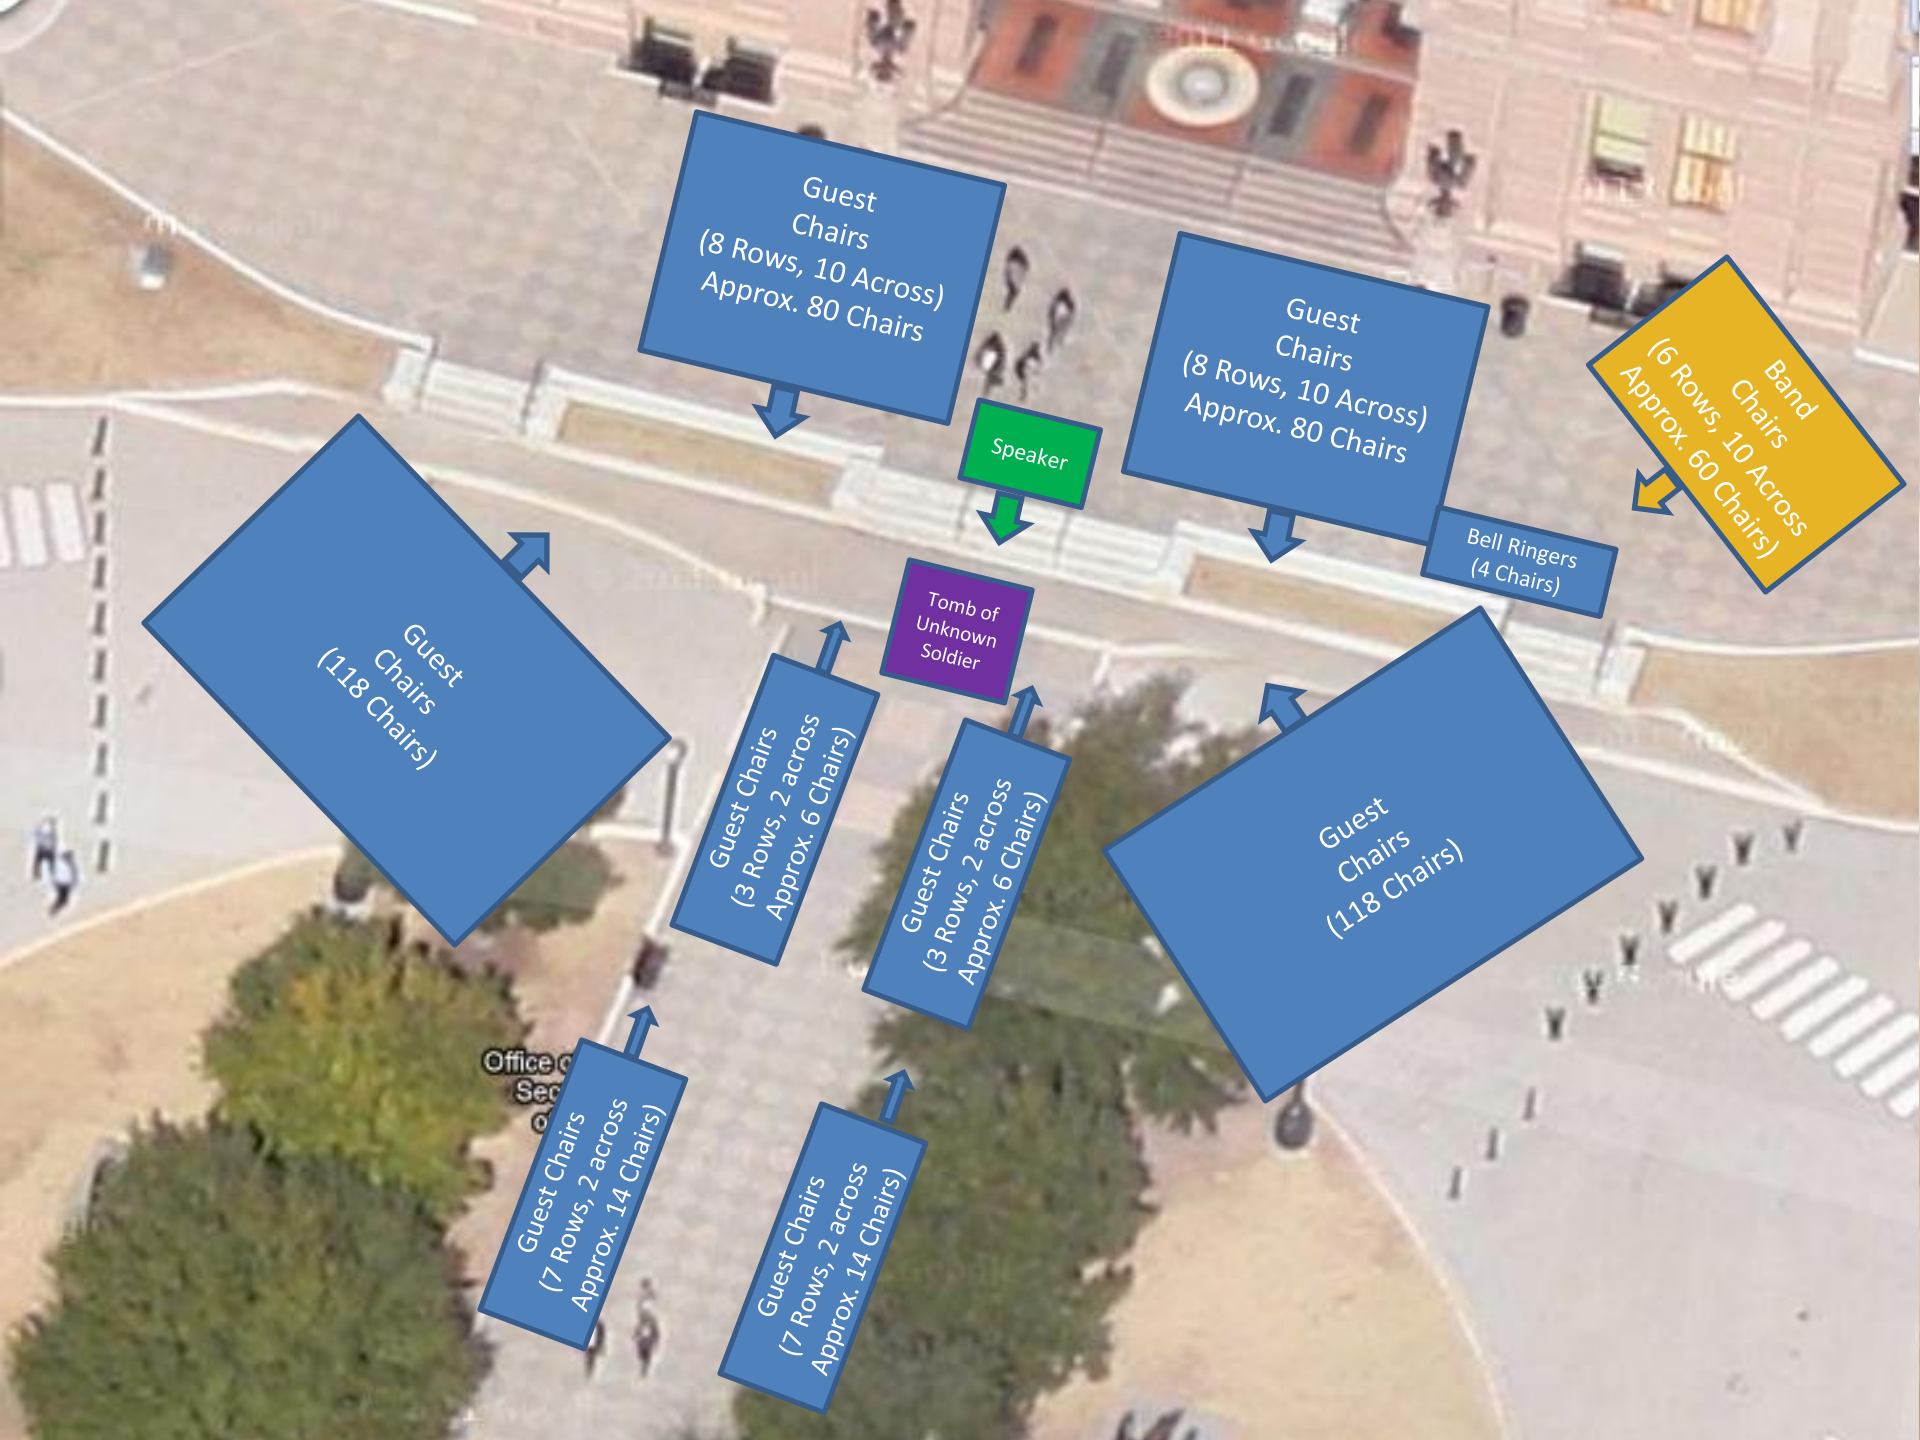 Guest
Chairs
(8 Rows, 10 Across)
Approx. 80 Chairs
Guest
Chairs
(8 Rows, 10 Across)
Approx. 80 Chairs
Band
Chairs
(6 Rows, 10 Across
Approx. 60 Chairs)
Speaker
Bell Ringers
(4 Chairs)
Tomb of
Unknown
Soldier
Guest
Chairs
(118 Chairs)
Guest Chairs
(3 Rows, 2 across
Approx. 6 Chairs)
Guest Chairs
(3 Rows, 2 across
Approx. 6 Chairs)
Guest
Chairs
(118 Chairs)
Office
Guest Chairs
(7 Rows, 2 across
Approx. 14 Chairs)
Guest Chairs
(7 Rows, 2 across
Approx. 14 Chairs)